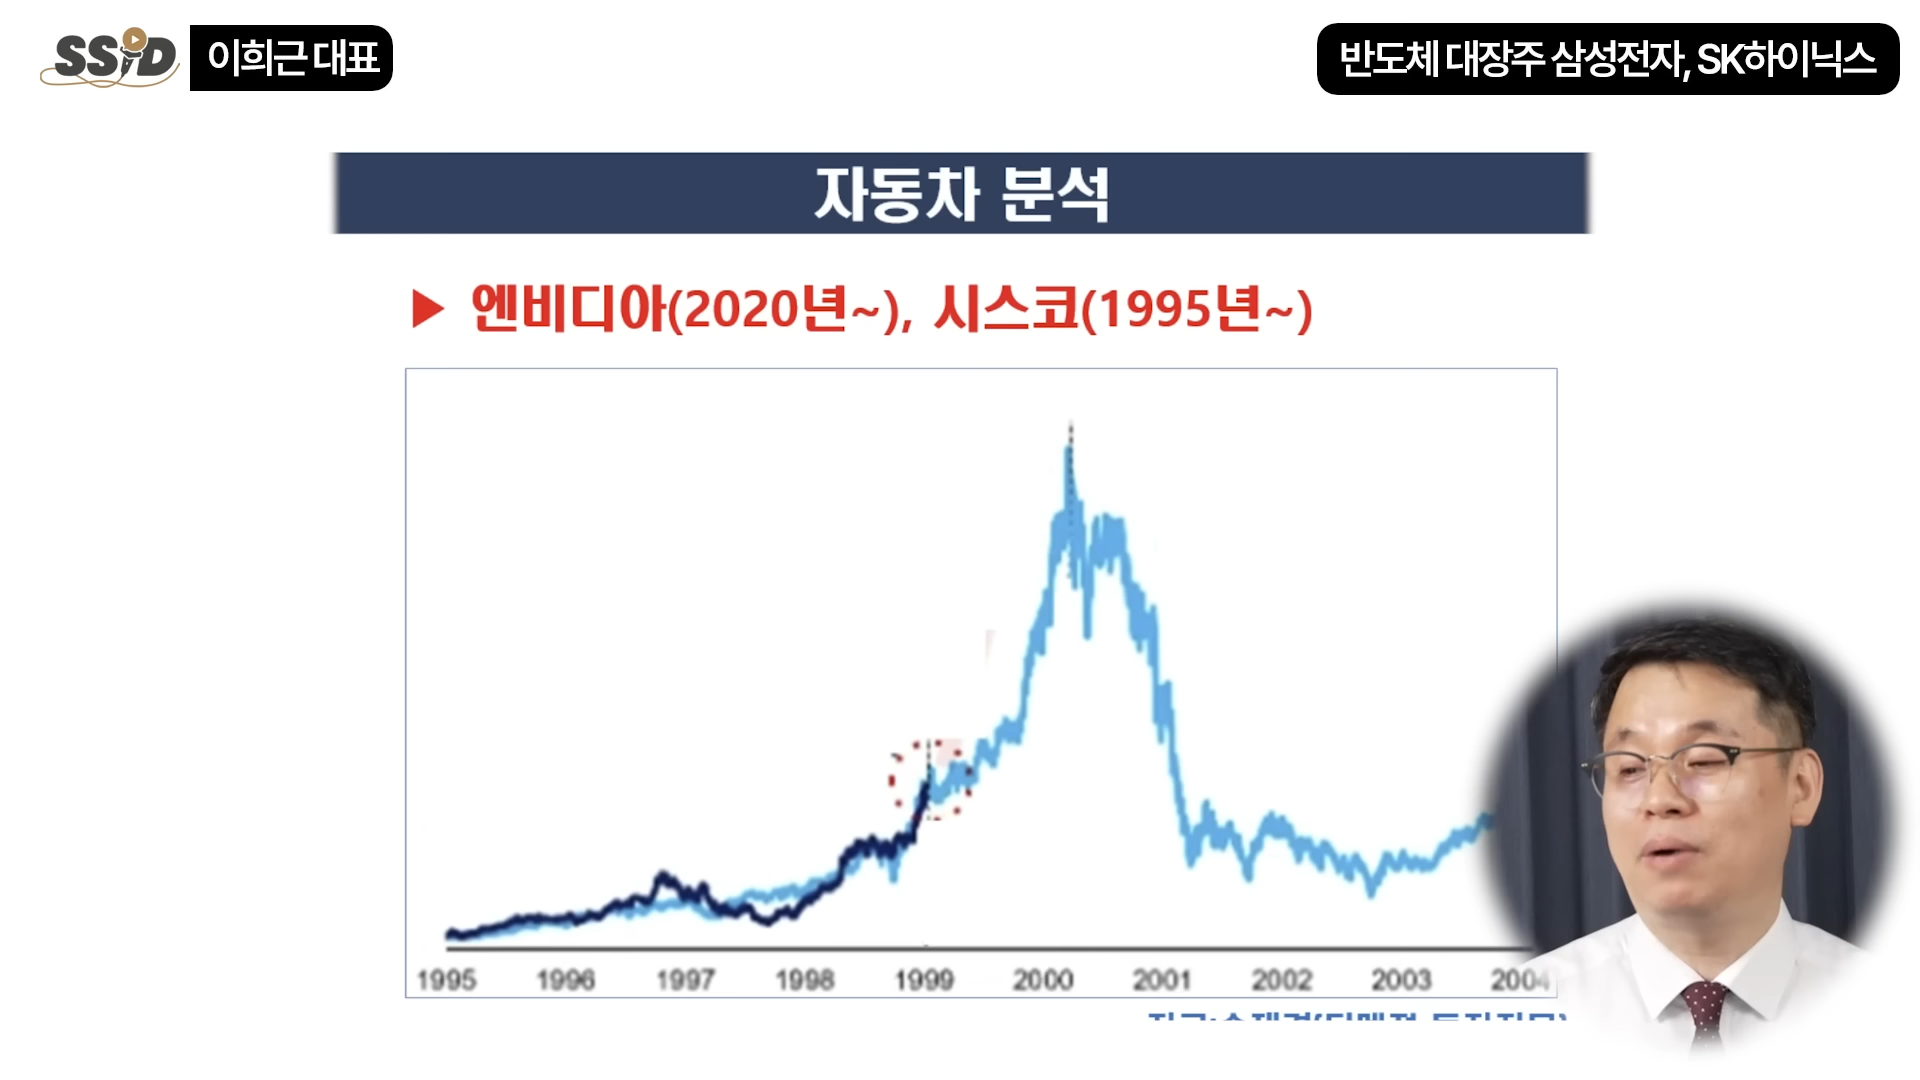 SSID
이희근 대표
반도체 대장주 삼성전자, SK하이닉스
자동차 분석
▶ 엔비디아(2020년~), 시스코(1995년~)
1995 1996 1997 1998 1999 2000 2001 2002 2003 2004